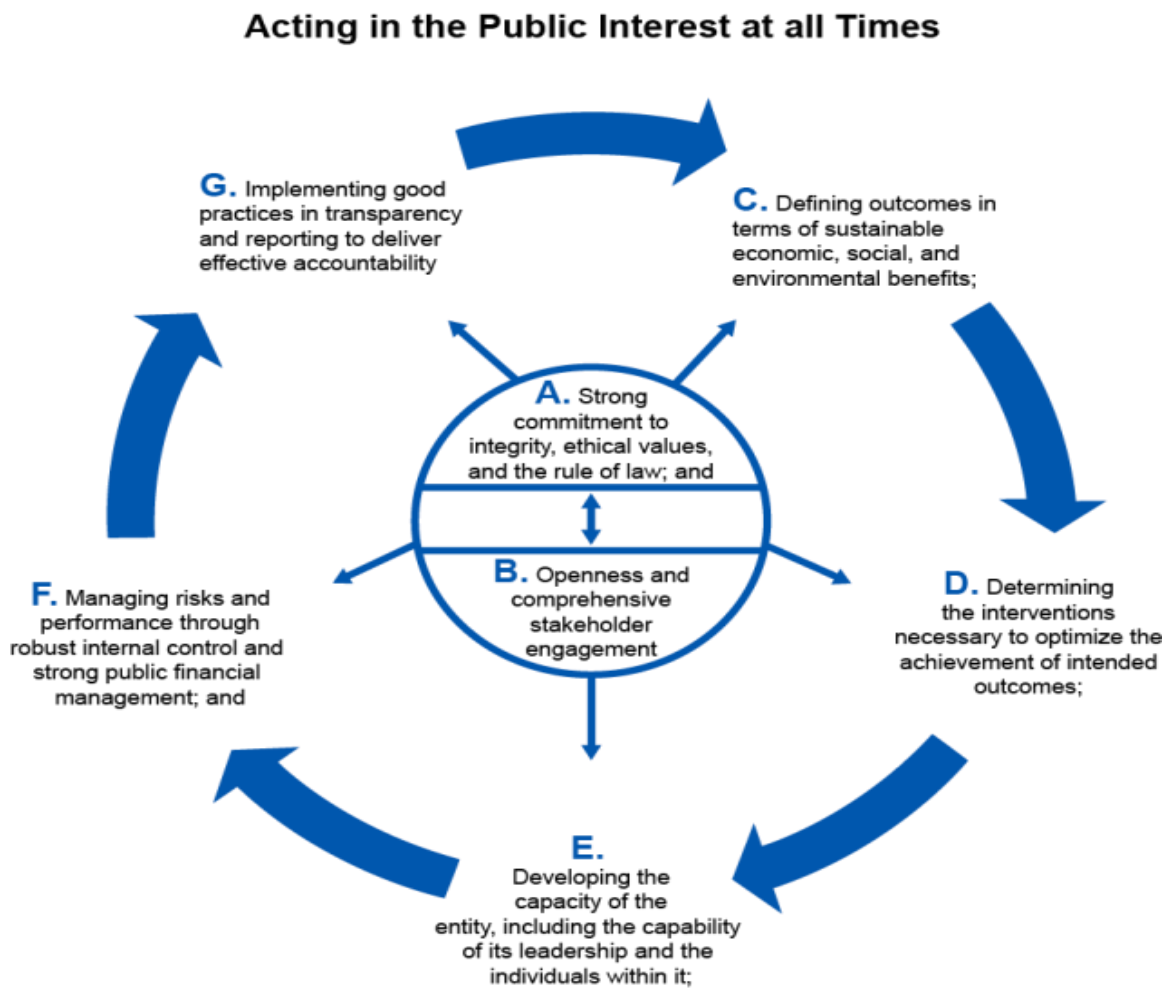 Acting in the Public Interest at all Times
G. Implementing good
practices in transparency
and reporting to deliver
effective accountability
C. Defining outcomes in
terms of sustainable
economic, social, and
environmental benefits;
A. Strong
commitment to
integrity, ethical values,
and the rule of law; and
B. Openness and
comprehensive
stakeholder
engagement
F. Managing risks and
performance through
robust internal control and
strong public financial
management; and
D. Determining
the interventions
necessary to optimize the
achievement of intended
outcomes;
E.
Developing the
capacity of the
entity, including the capability
of its leadership and the
individuals within it;